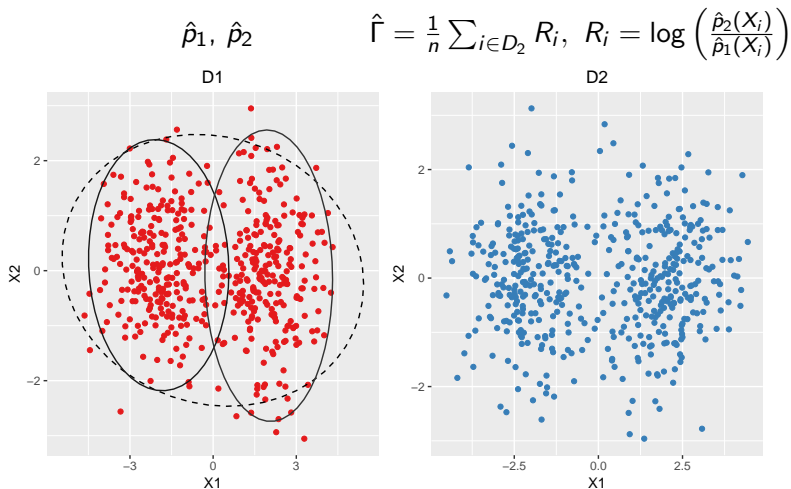 p̂₁, p̂₂
Γ̂ = 1/n ∑_{i∈D₂} R_i, R_i = log ( p̂₂(X_i) / p̂₁(X_i) )
D1
2
0
−2
X2
−3
0
3
X1
D2
2
0
−2
X2
−2.5
0.0
2.5
X1